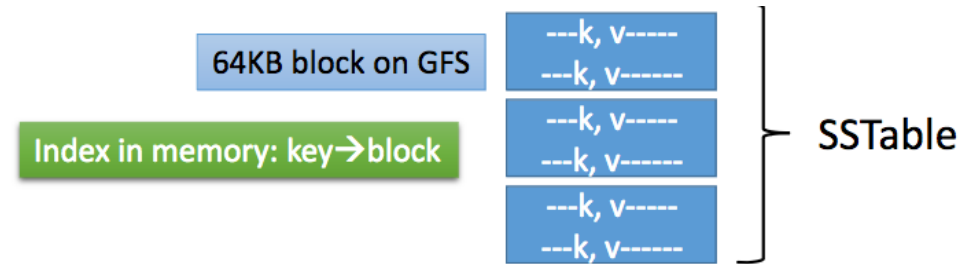 64KB block on GFS
Index in memory: key→block
---k, v-----
---k, v------
---k, v-----
---k, v------
---k, v-----
---k, v------
SSTable